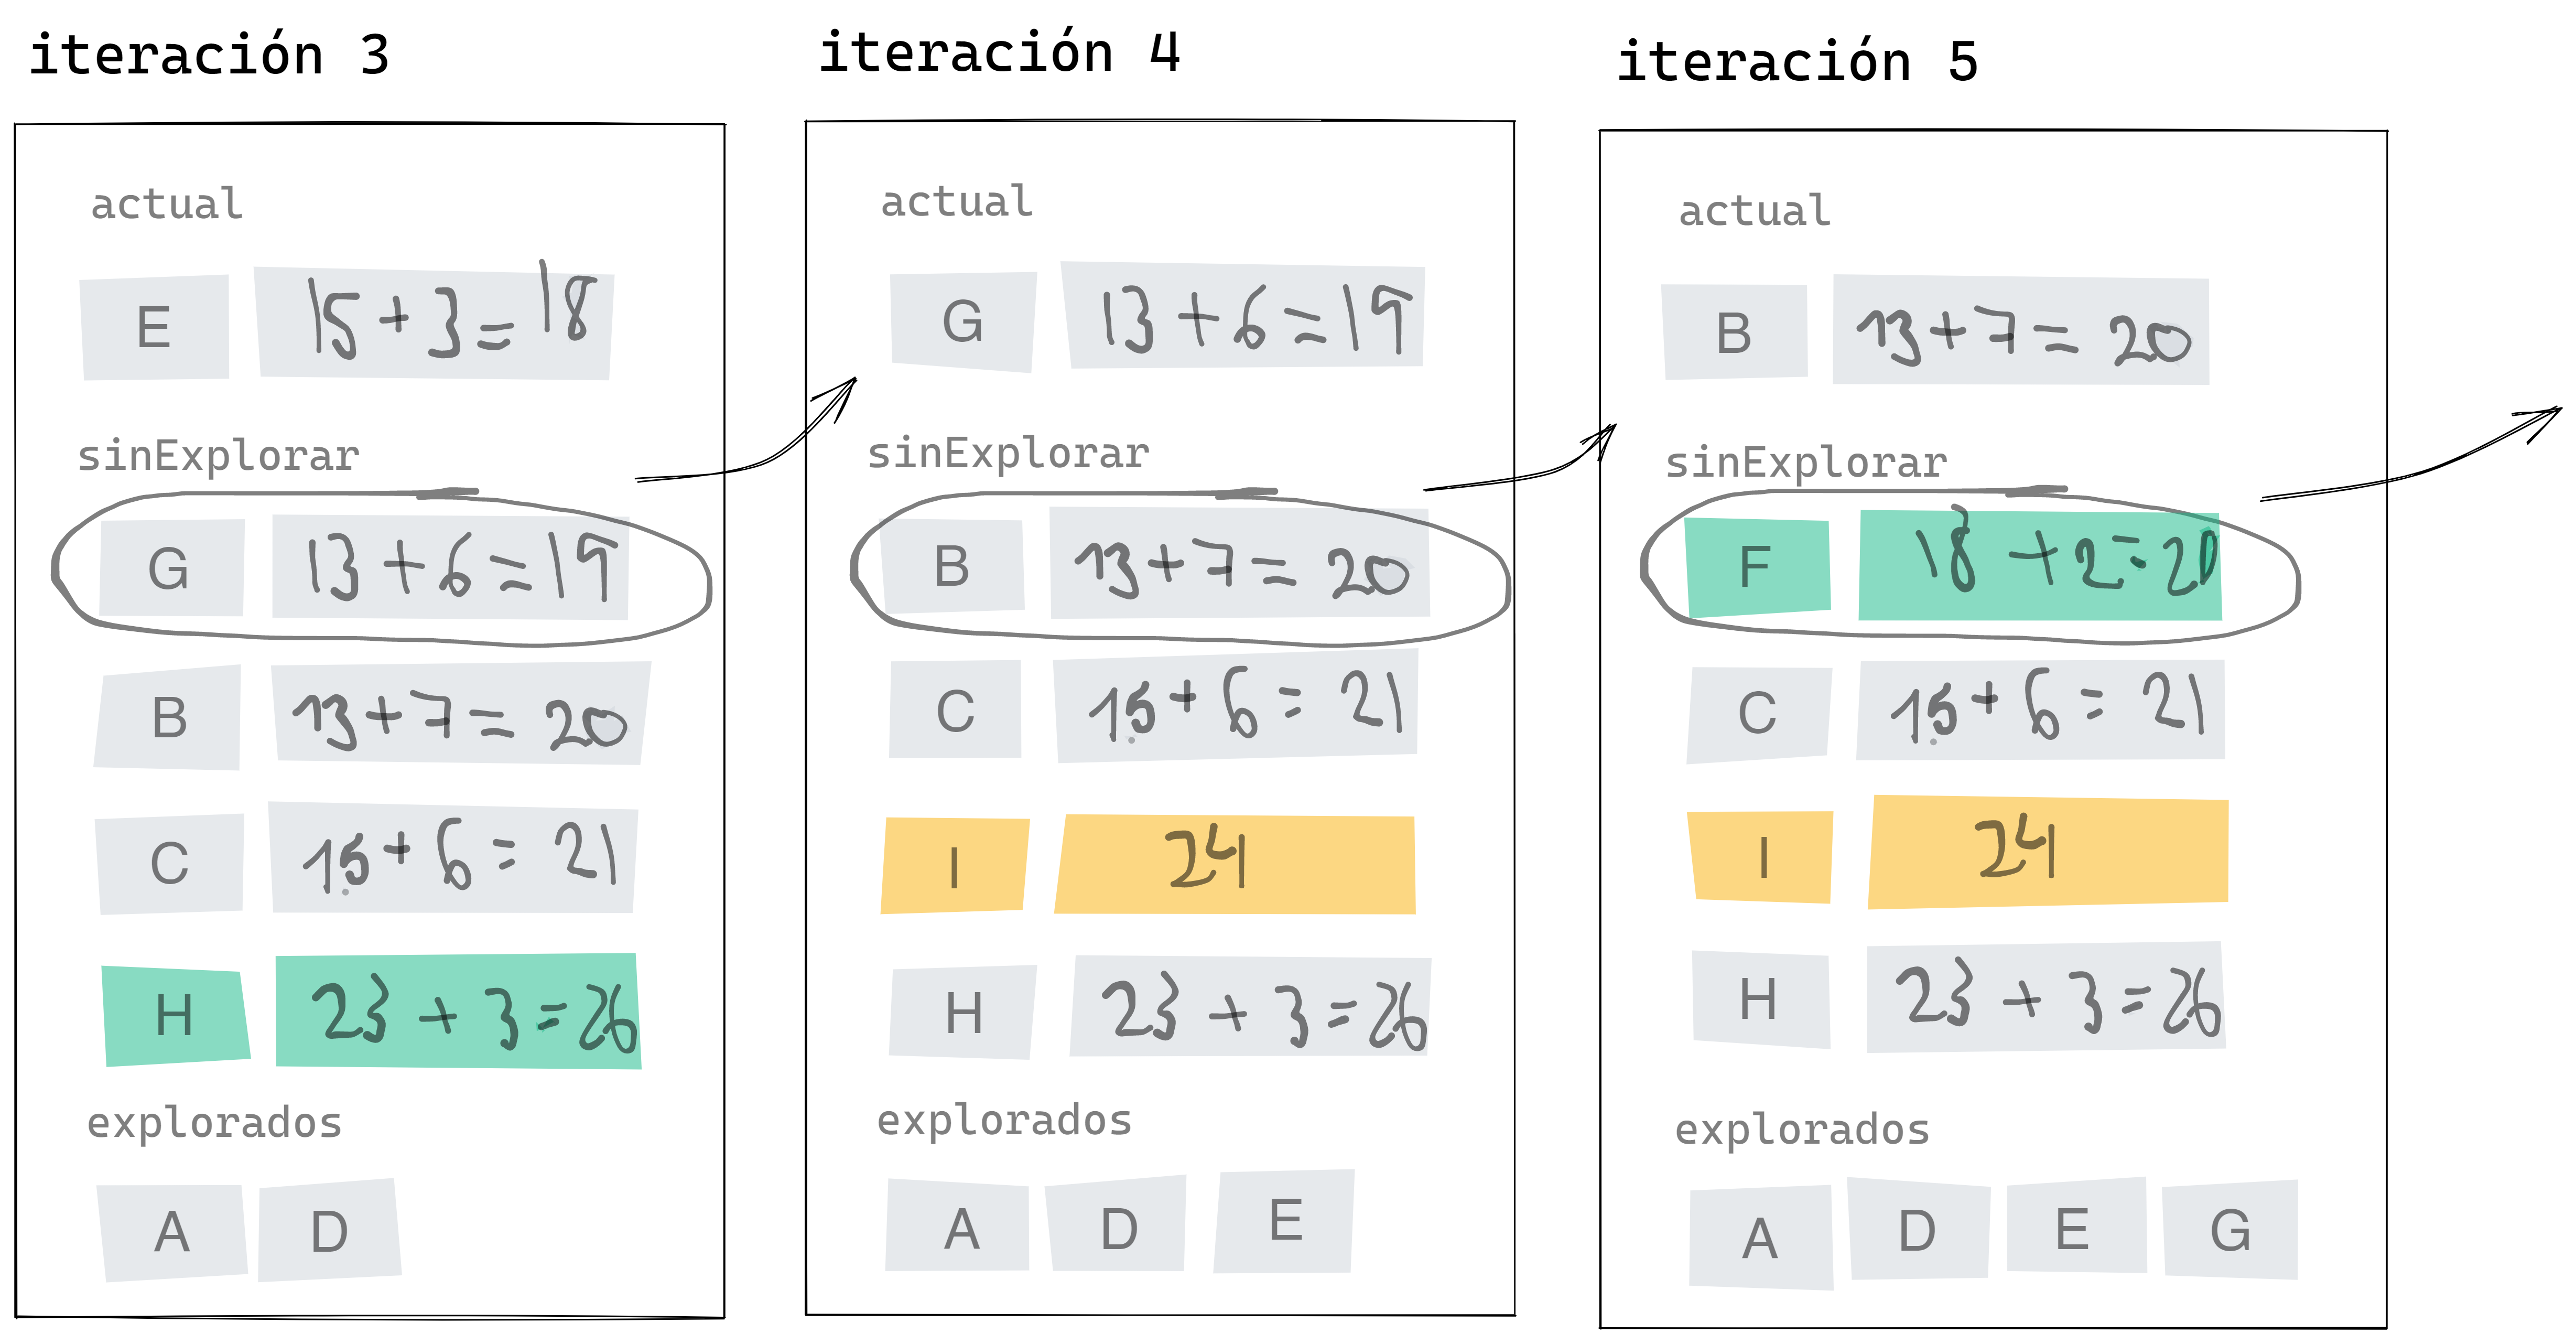 iteración 3
actual
E 15 + 3 = 18
sinExplorar
G 13 + 6 = 19
B 13 + 7 = 20
C 15 + 6 = 21
H 23 + 3 = 26
explorados
A D
iteración 4
actual
G 13 + 6 = 19
sinExplorar
B 13 + 7 = 20
C 15 + 6 = 21
I 24
H 23 + 3 = 26
explorados
A D E
iteración 5
actual
B 13 + 7 = 20
sinExplorar
F 18 + 2 = 20
C 15 + 6 = 21
I 24
H 23 + 3 = 26
explorados
A D E G